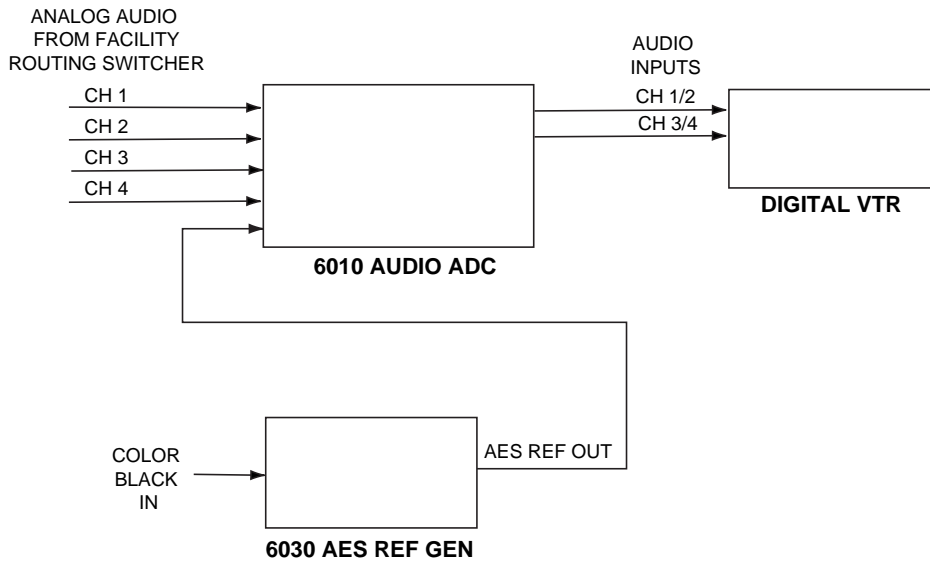 ANALOG AUDIO
FROM FACILITY
ROUTING SWITCHER
CH 1
CH 2
CH 3
CH 4
AUDIO
INPUTS
CH 1/2
CH 3/4
DIGITAL VTR
6010 AUDIO ADC
COLOR
BLACK
IN
AES REF OUT
6030 AES REF GEN